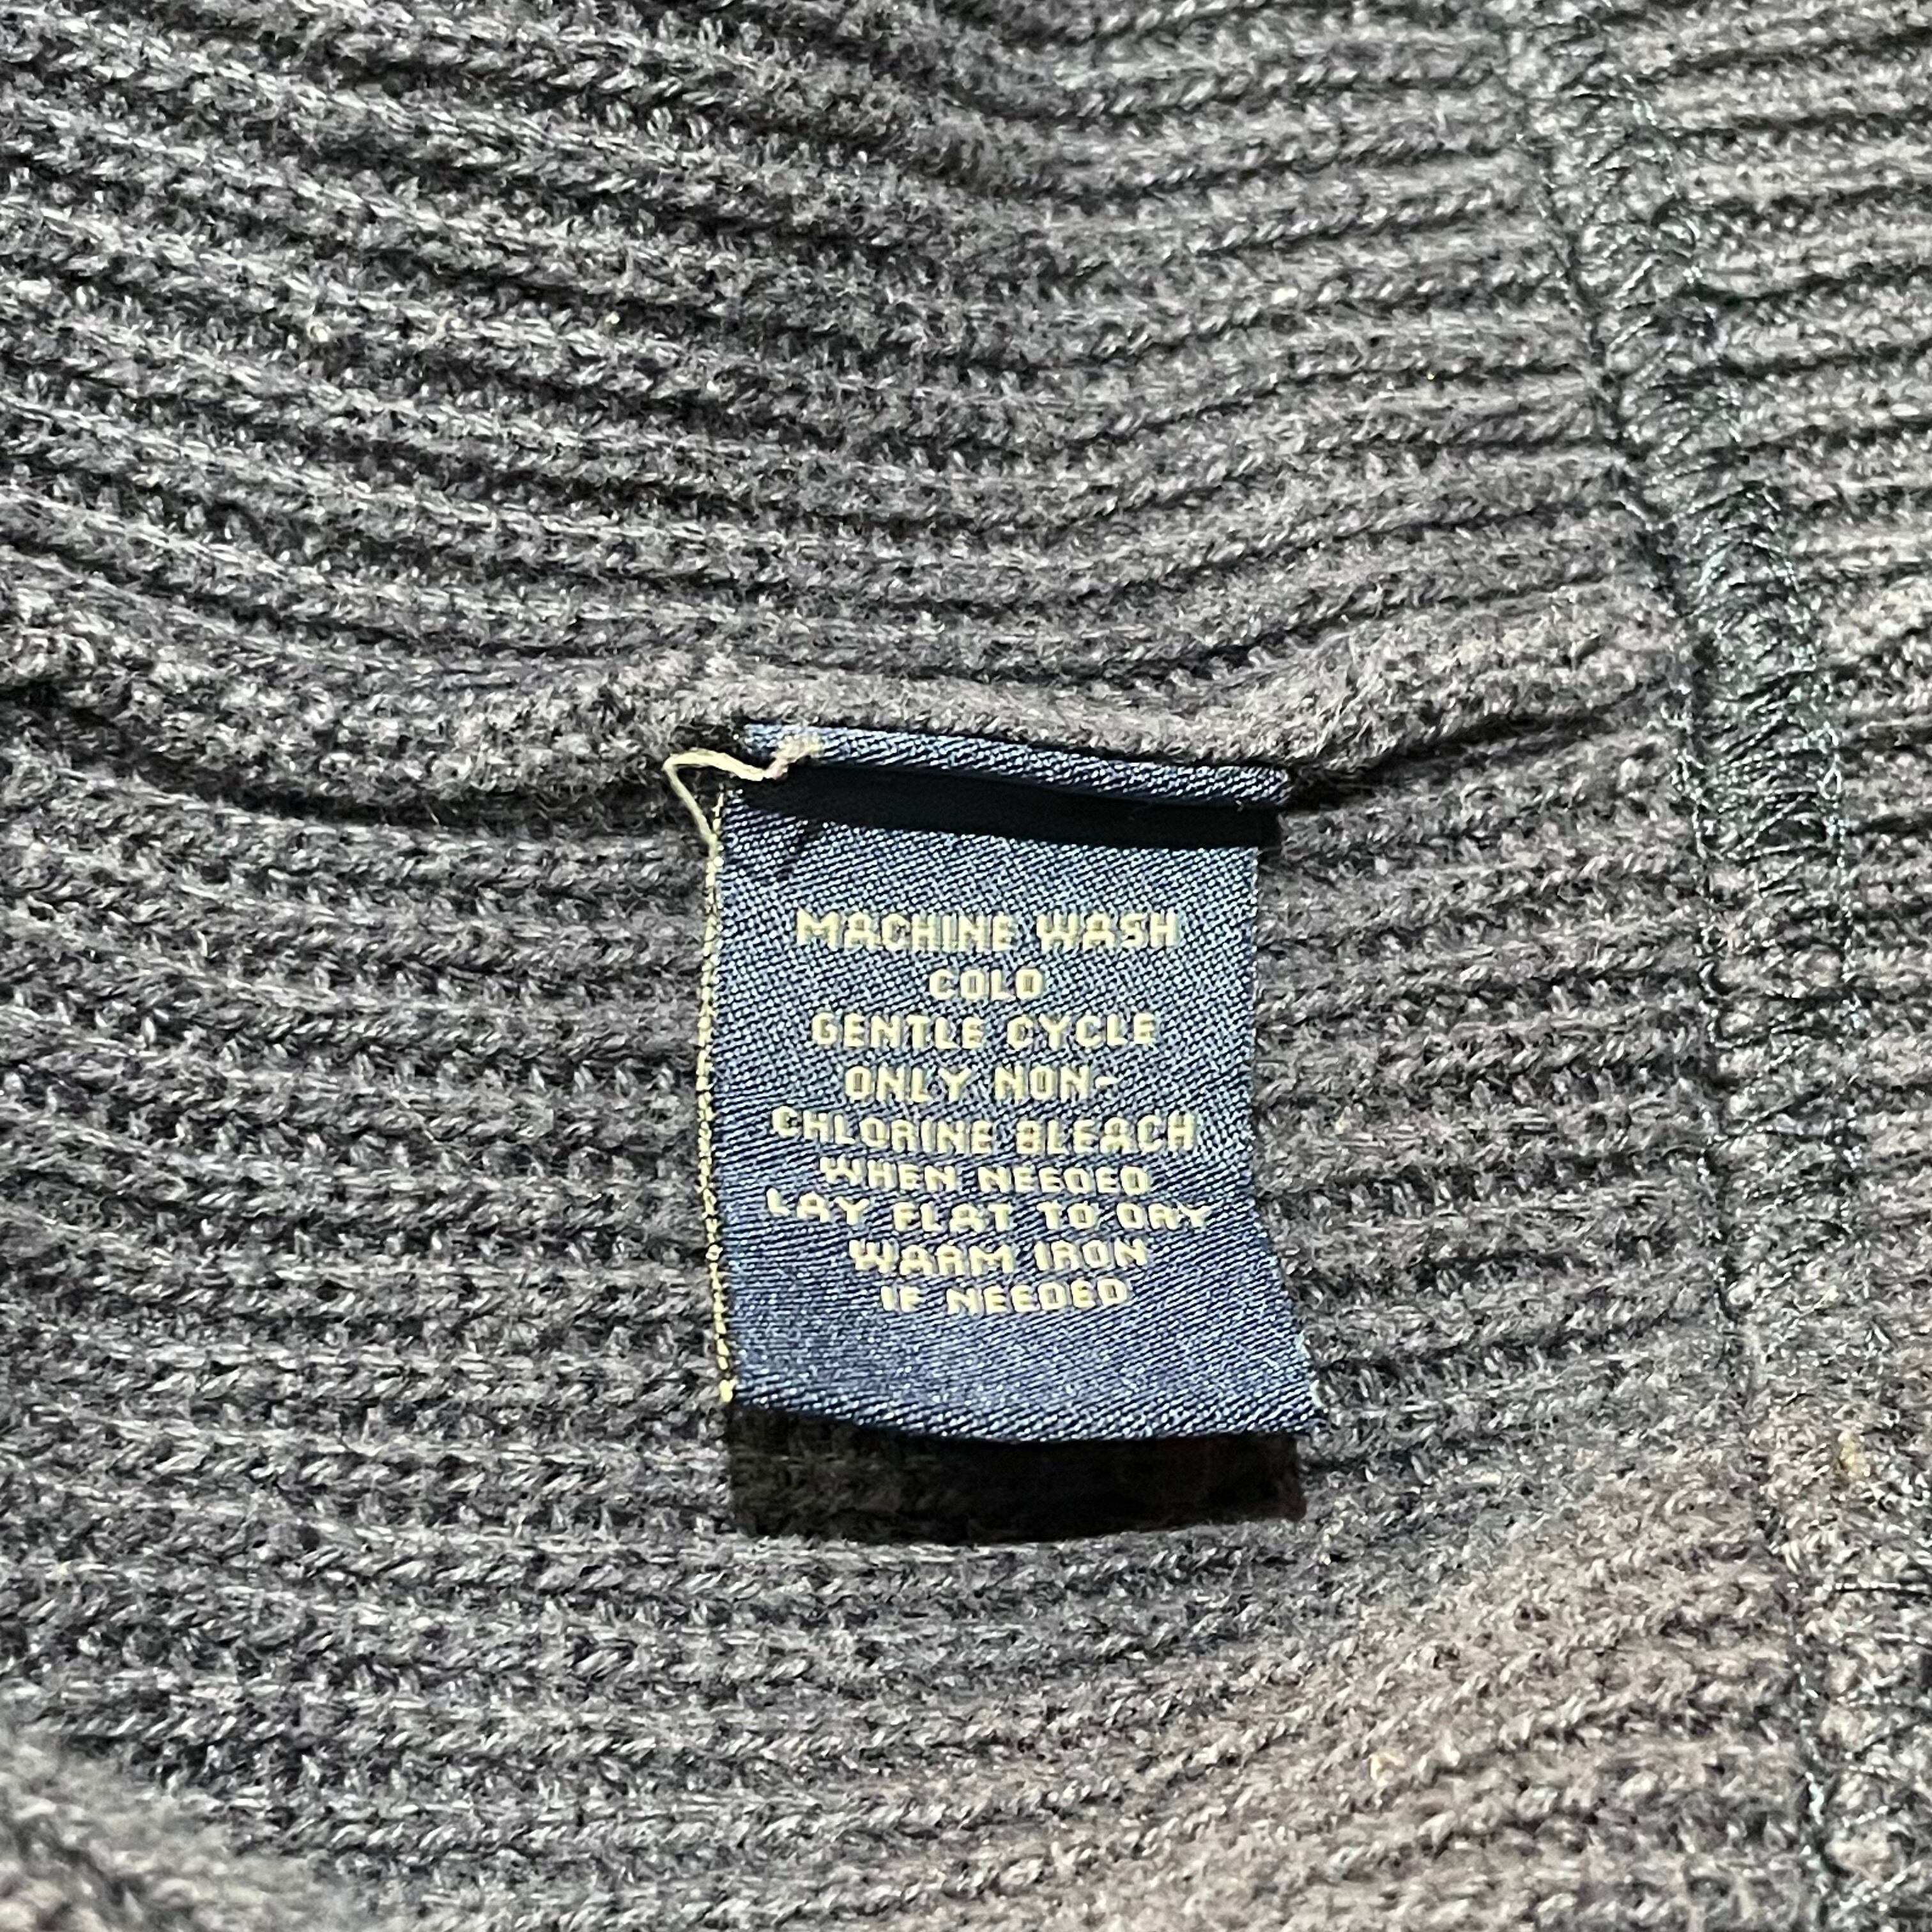 MACHINE WASH
COLD
GENTLE CYCLE
ONLY NON-
CHLORINE BLEACH
WHEN NEEDED
LAY FLAT TO DRY
WARM IRON
IF NEEDED